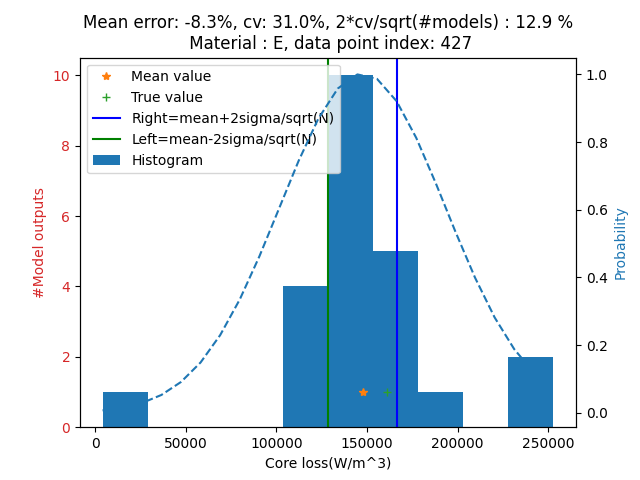 Mean error: -8.3%, cv: 31.0%, 2*cv/sqrt(#models) : 12.9 %
Material : E, data point index: 427
Mean value
True value
Right=mean+2sigma/sqrt(N)
Left=mean-2sigma/sqrt(N)
Histogram
#Model outputs
10
8
6
4
2
0
1.0
0.8
0.6
0.4
0.2
0.0
Probability
0 50000 100000 150000 200000 250000
Core loss(W/m^3)